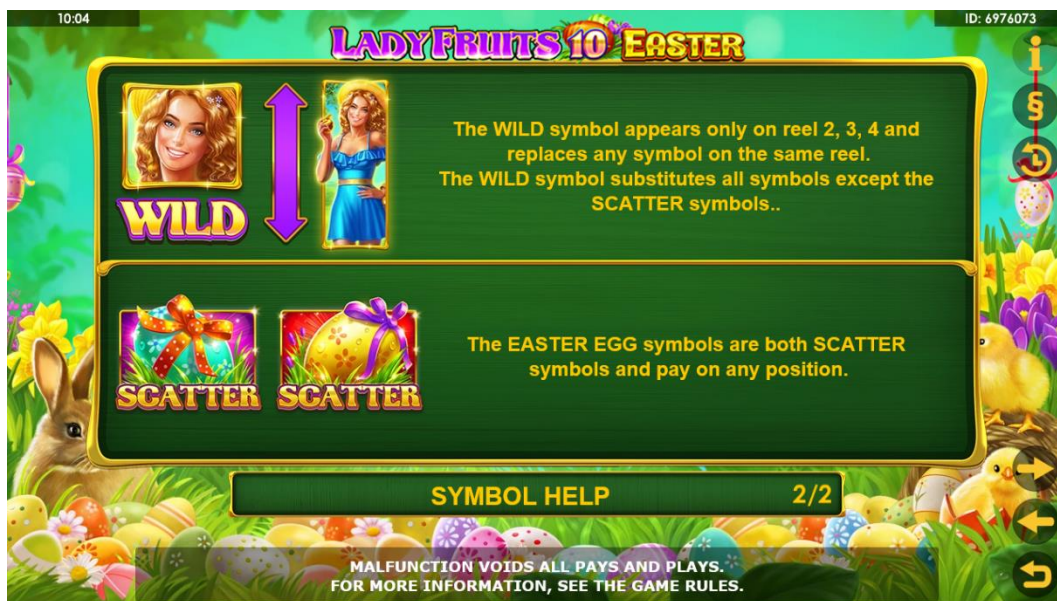 10:04
ID: 6976073
LADY FRUITS 10 EASTER
The WILD symbol appears only on reel 2, 3, 4 and
replaces any symbol on the same reel.
The WILD symbol substitutes all symbols except the
SCATTER symbols..
WILD
The EASTER EGG symbols are both SCATTER
symbols and pay on any position.
SCATTER SCATTER
SYMBOL HELP 2/2
MALFUNCTION VOIDS ALL PAYS AND PLAYS.
FOR MORE INFORMATION, SEE THE GAME RULES.
i
§